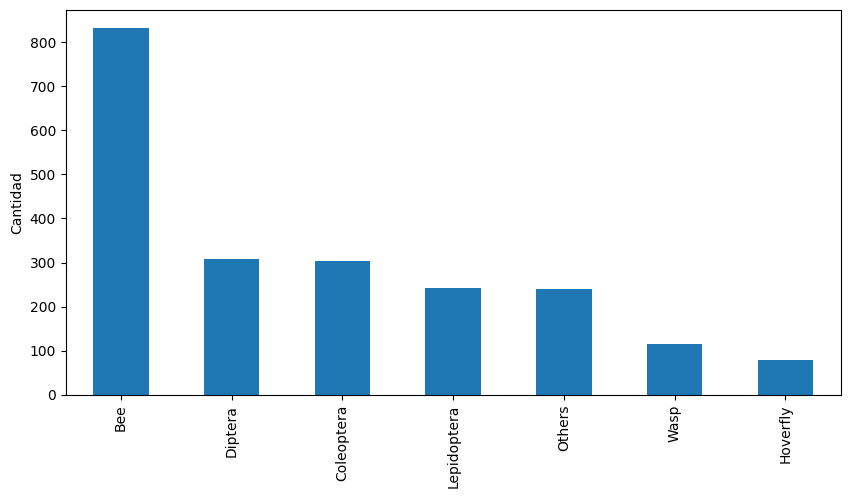 800
700
600
500
400
300
200
100
0
Cantidad
Bee
Diptera
Coleoptera
Lepidoptera
Others
Wasp
Hoverfly